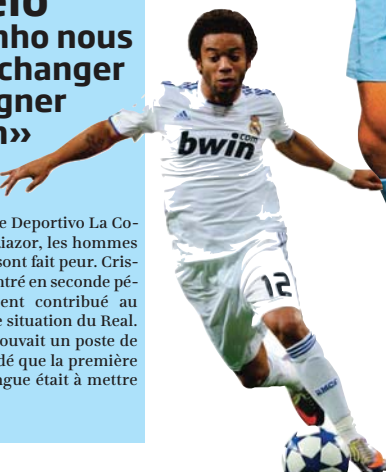 nho nous
changer
gner
n»
e Deportivo La Co-
iazor, les hommes
sont fait peur. Cris-
ntré en seconde pé-
ent contribué au
e situation du Real.
ouvait un poste de
dé que la première
gue était à mettre
bwin
.com
12